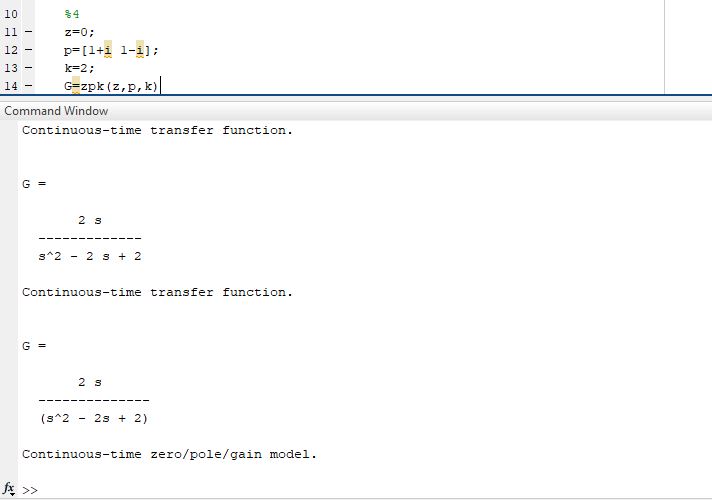 10 %4
11 – z=0;
12 – p=[1+i 1-i];
13 – k=2;
14 – G=zpk(z,p,k)
Command Window
Continuous-time transfer function.
G =
2 s
-------------
s^2 - 2 s + 2
Continuous-time transfer function.
G =
2 s
--------------
(s^2 - 2s + 2)
Continuous-time zero/pole/gain model.
fx >>